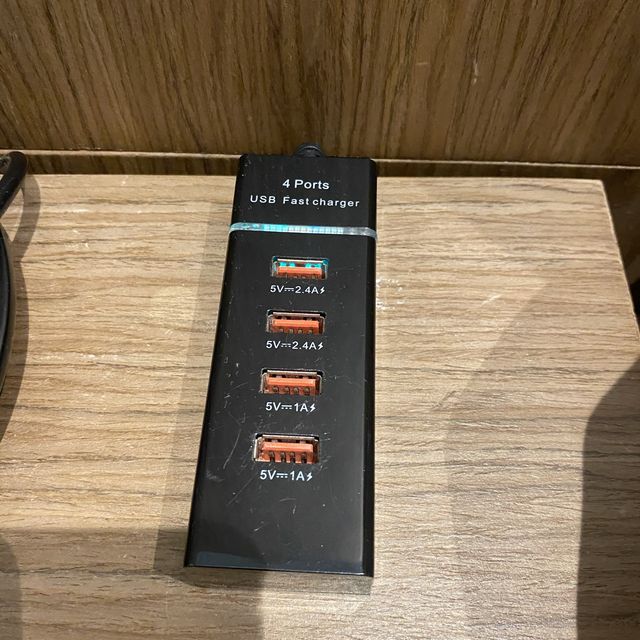 4 Ports
USB Fast charger
5V⎓2.4A⚡
5V⎓2.4A⚡
5V⎓1A⚡
5V⎓1A⚡